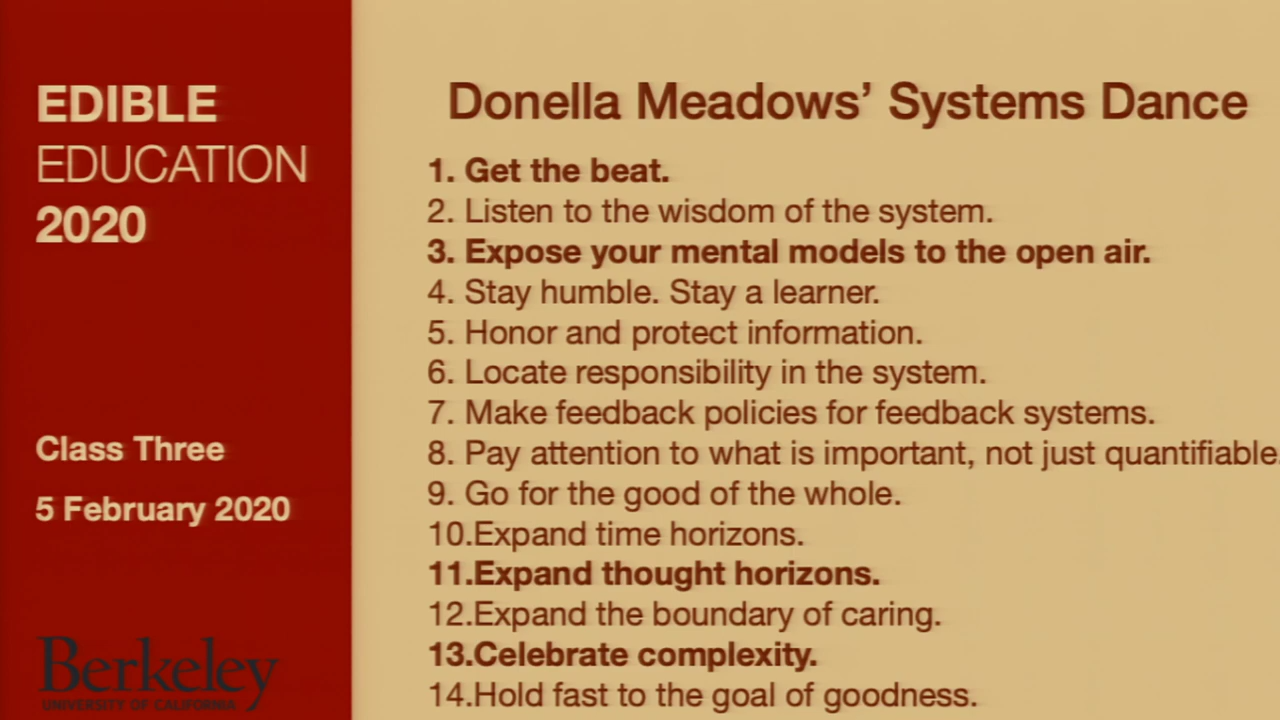 EDIBLE
EDUCATION
2020
Class Three
5 February 2020
Berkeley
UNIVERSITY OF CALIFORNIA
Donella Meadows’ Systems Dance
1. Get the beat.
2. Listen to the wisdom of the system.
3. Expose your mental models to the open air.
4. Stay humble. Stay a learner.
5. Honor and protect information.
6. Locate responsibility in the system.
7. Make feedback policies for feedback systems.
8. Pay attention to what is important, not just quantifiable.
9. Go for the good of the whole.
10.Expand time horizons.
11.Expand thought horizons.
12.Expand the boundary of caring.
13.Celebrate complexity.
14.Hold fast to the goal of goodness.